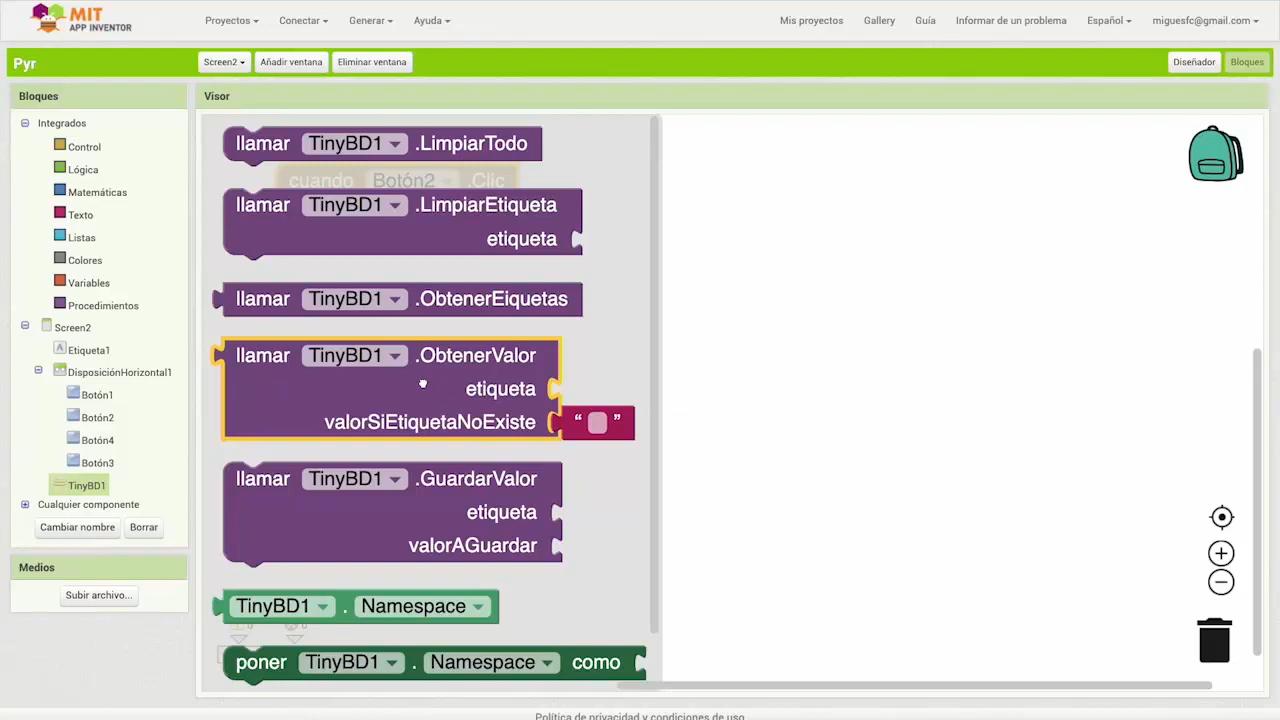 MIT
APP INVENTOR
Proyectos Conectar Generar Ayuda
Mis proyectos Gallery Guía Informar de un problema Español miguesfc@gmail.com
Pyr
Screen2 Añadir ventana Eliminar ventana
Diseñador Bloques
Bloques
Visor
Integrados
Control
Lógica
Matemáticas
Texto
Listas
Colores
Variables
Procedimientos
Screen2
Etiqueta1
DisposiciónHorizontal1
Botón1
Botón2
Botón4
Botón3
TinyBD1
Cualquier componente
Cambiar nombre Borrar
Medios
Subir archivo...
llamar TinyBD1 .LimpiarTodo
cuando Botón2 .Clic
llamar TinyBD1 .LimpiarEtiqueta
etiqueta
llamar TinyBD1 .ObtenerEiquetas
llamar TinyBD1 .ObtenerValor
etiqueta
valorSiEtiquetaNoExiste “ ”
llamar TinyBD1 .GuardarValor
etiqueta
valorAGuardar
TinyBD1 . Namespace
poner TinyBD1 . Namespace como
Política de privacidad y condiciones de uso